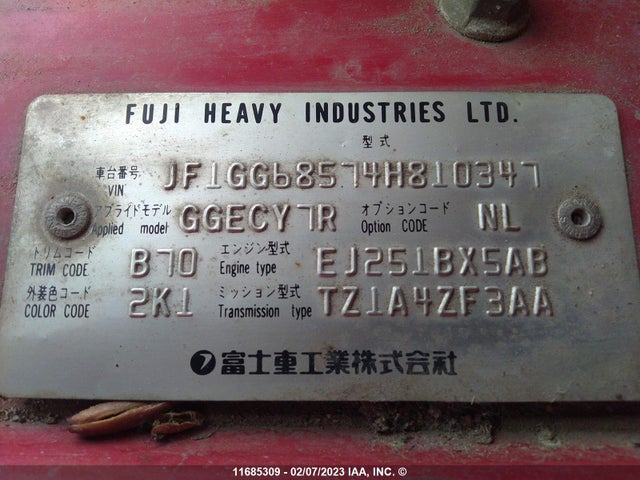 FUJI HEAVY INDUSTRIES LTD.
型式
車台番号 VIN JF1GG68574H810347
アプライドモデル Applied model GGECY7R オプションコード Option CODE NL
トリムコード TRIM CODE B70 エンジン型式 Engine type EJ251BX5AB
外装色コード COLOR CODE 2K1 ミッション型式 Transmission type TZ1A4ZF3AA
富士重工業株式会社
11685309 - 02/07/2023 IAA, INC. ©